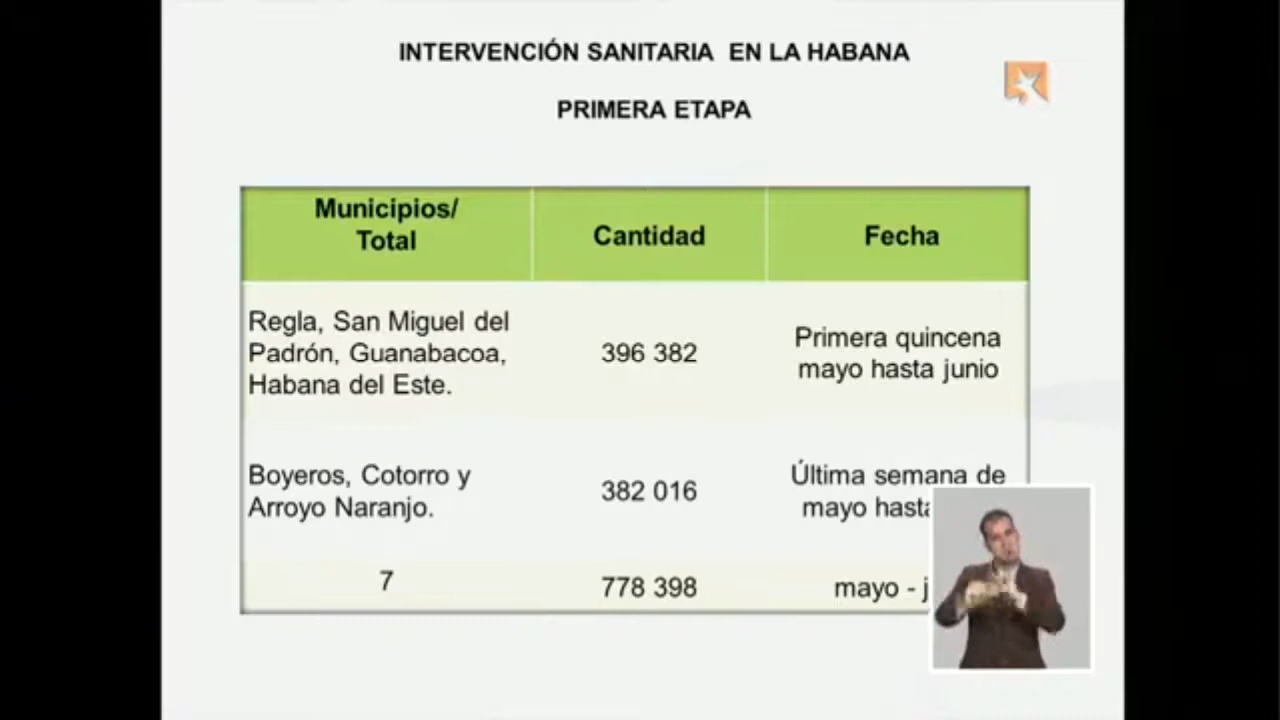 INTERVENCIÓN SANITARIA EN LA HABANA
PRIMERA ETAPA
Municipios/
Total
Cantidad
Fecha
Regla, San Miguel del
Padrón, Guanabacoa,
Habana del Este.
396 382
Primera quincena
mayo hasta junio
Boyeros, Cotorro y
Arroyo Naranjo.
382 016
Última semana de
mayo hasta
7
778 398
mayo -